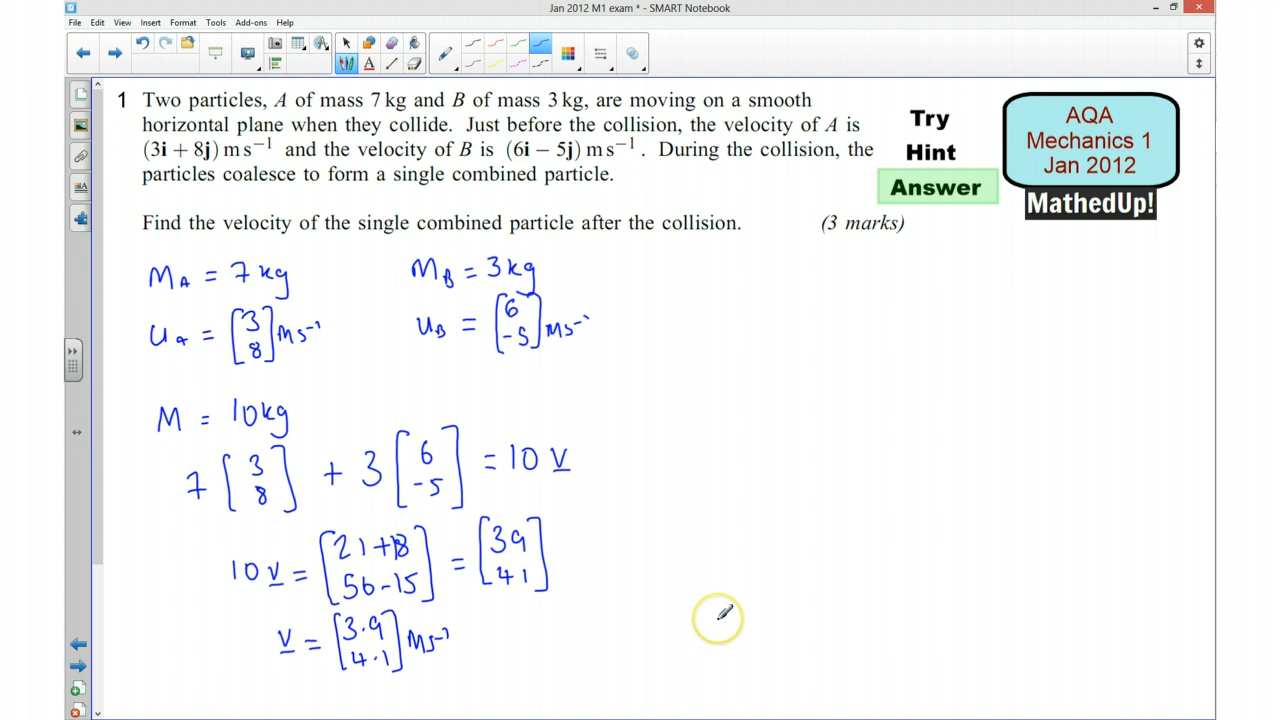 Jan 2012 M1 exam * - SMART Notebook
File Edit View Insert Format Tools Add-ons Help
1 Two particles, A of mass 7 kg and B of mass 3 kg, are moving on a smooth
horizontal plane when they collide. Just before the collision, the velocity of A is
(3i + 8j) m s⁻¹ and the velocity of B is (6i − 5j) m s⁻¹. During the collision, the
particles coalesce to form a single combined particle.
Find the velocity of the single combined particle after the collision. (3 marks)
Try
Hint
Answer
AQA
Mechanics 1
Jan 2012
MathedUp!
M_A = 7kg M_B = 3kg
u_A = [3 8] ms⁻¹ u_B = [6 -5] ms⁻¹
M = 10kg
7 [3 8] + 3 [6 -5] = 10 v
10 v = [21+18 56-15] = [39 41]
v = [3.9 4.1] ms⁻¹